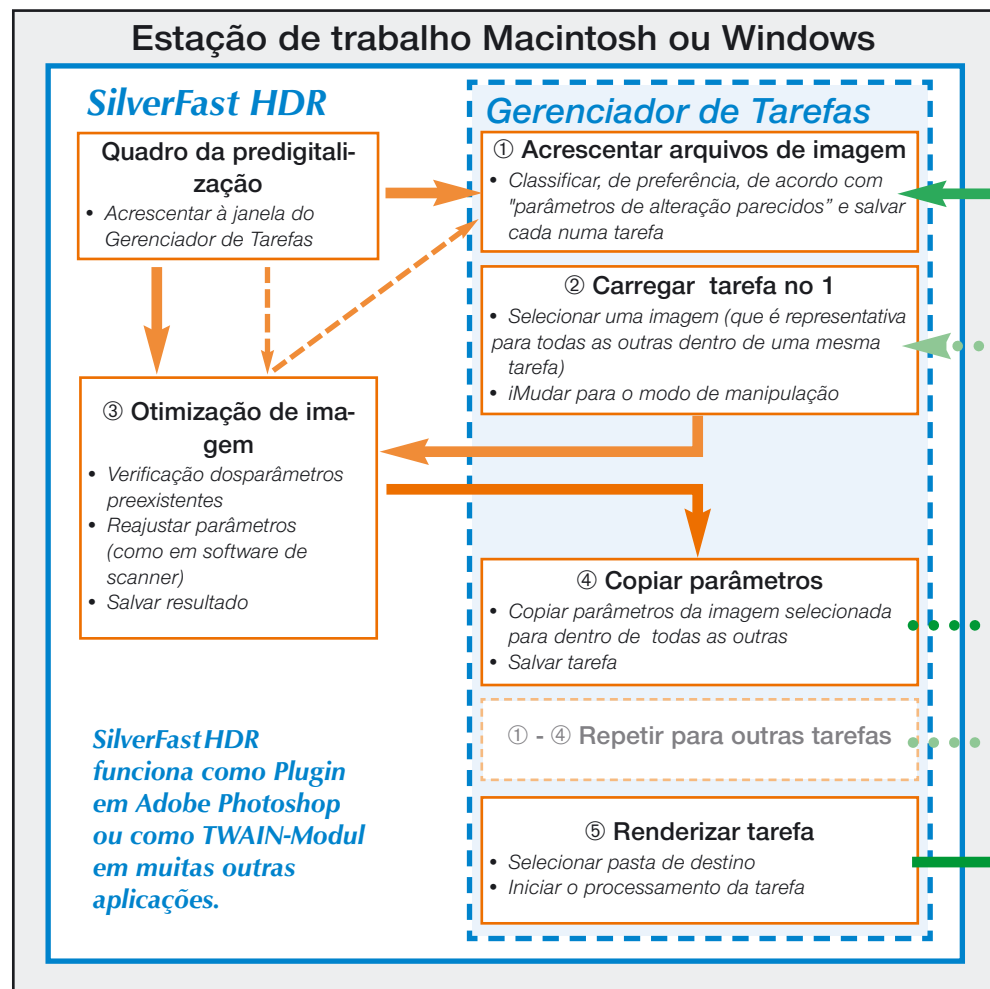 Estação de trabalho Macintosh ou Windows
SilverFast HDR
Quadro da predigitali-
zação
• Acrescentar à janela do
Gerenciador de Tarefas
③ Otimização de ima-
gem
• Verificação dosparâmetros
preexistentes
• Reajustar parâmetros
(como em software de
scanner)
• Salvar resultado
SilverFast HDR
funciona como Plugin
em Adobe Photoshop
ou como TWAIN-Modul
em muitas outras
aplicações.
Gerenciador de Tarefas
① Acrescentar arquivos de imagem
• Classificar, de preferência, de acordo com
"parâmetros de alteração parecidos” e salvar
cada numa tarefa
② Carregar tarefa no 1
• Selecionar uma imagem (que é representativa
para todas as outras dentro de uma mesma
tarefa)
• iMudar para o modo de manipulação
④ Copiar parâmetros
• Copiar parâmetros da imagem selecionada
para dentro de todas as outras
• Salvar tarefa
① - ④ Repetir para outras tarefas
⑤ Renderizar tarefa
• Selecionar pasta de destino
• Iniciar o processamento da tarefa